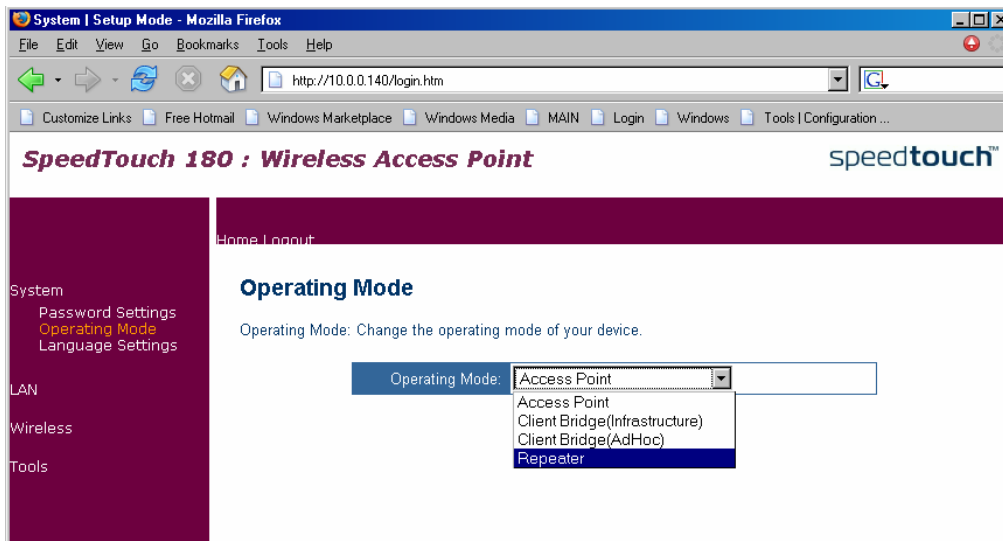 System | Setup Mode - Mozilla Firefox
File Edit View Go Bookmarks Tools Help
http://10.0.0.140/login.htm
G
Customize Links Free Hotmail Windows Marketplace Windows Media MAIN Login Windows Tools | Configuration ...
SpeedTouch 180 : Wireless Access Point
speedtouch™
Home Logout
System
Password Settings
Operating Mode
Language Settings
LAN
Wireless
Tools
Operating Mode
Operating Mode: Change the operating mode of your device.
Operating Mode: Access Point
Access Point
Client Bridge(Infrastructure)
Client Bridge(AdHoc)
Repeater